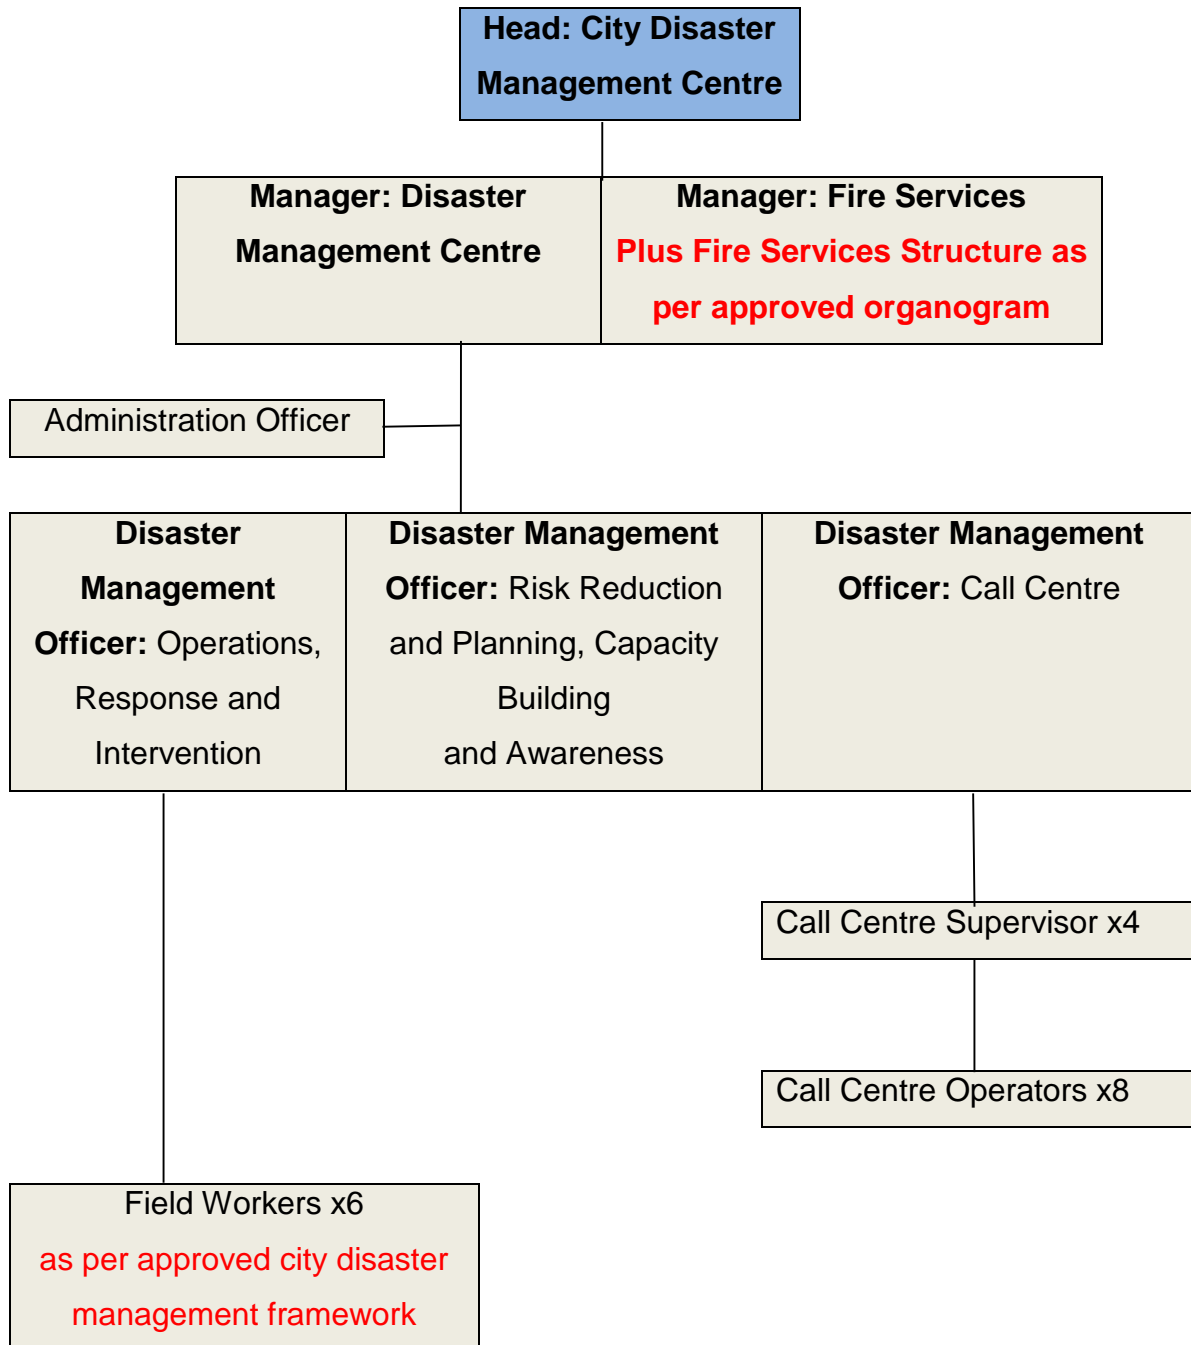 Head: City Disaster
Management Centre
Manager: Disaster
Management Centre
Manager: Fire Services
Plus Fire Services Structure as
per approved organogram
Administration Officer
Disaster
Management
Officer: Operations,
Response and
Intervention
Disaster Management
Officer: Risk Reduction
and Planning, Capacity
Building
and Awareness
Disaster Management
Officer: Call Centre
Call Centre Supervisor x4
Call Centre Operators x8
Field Workers x6
as per approved city disaster
management framework